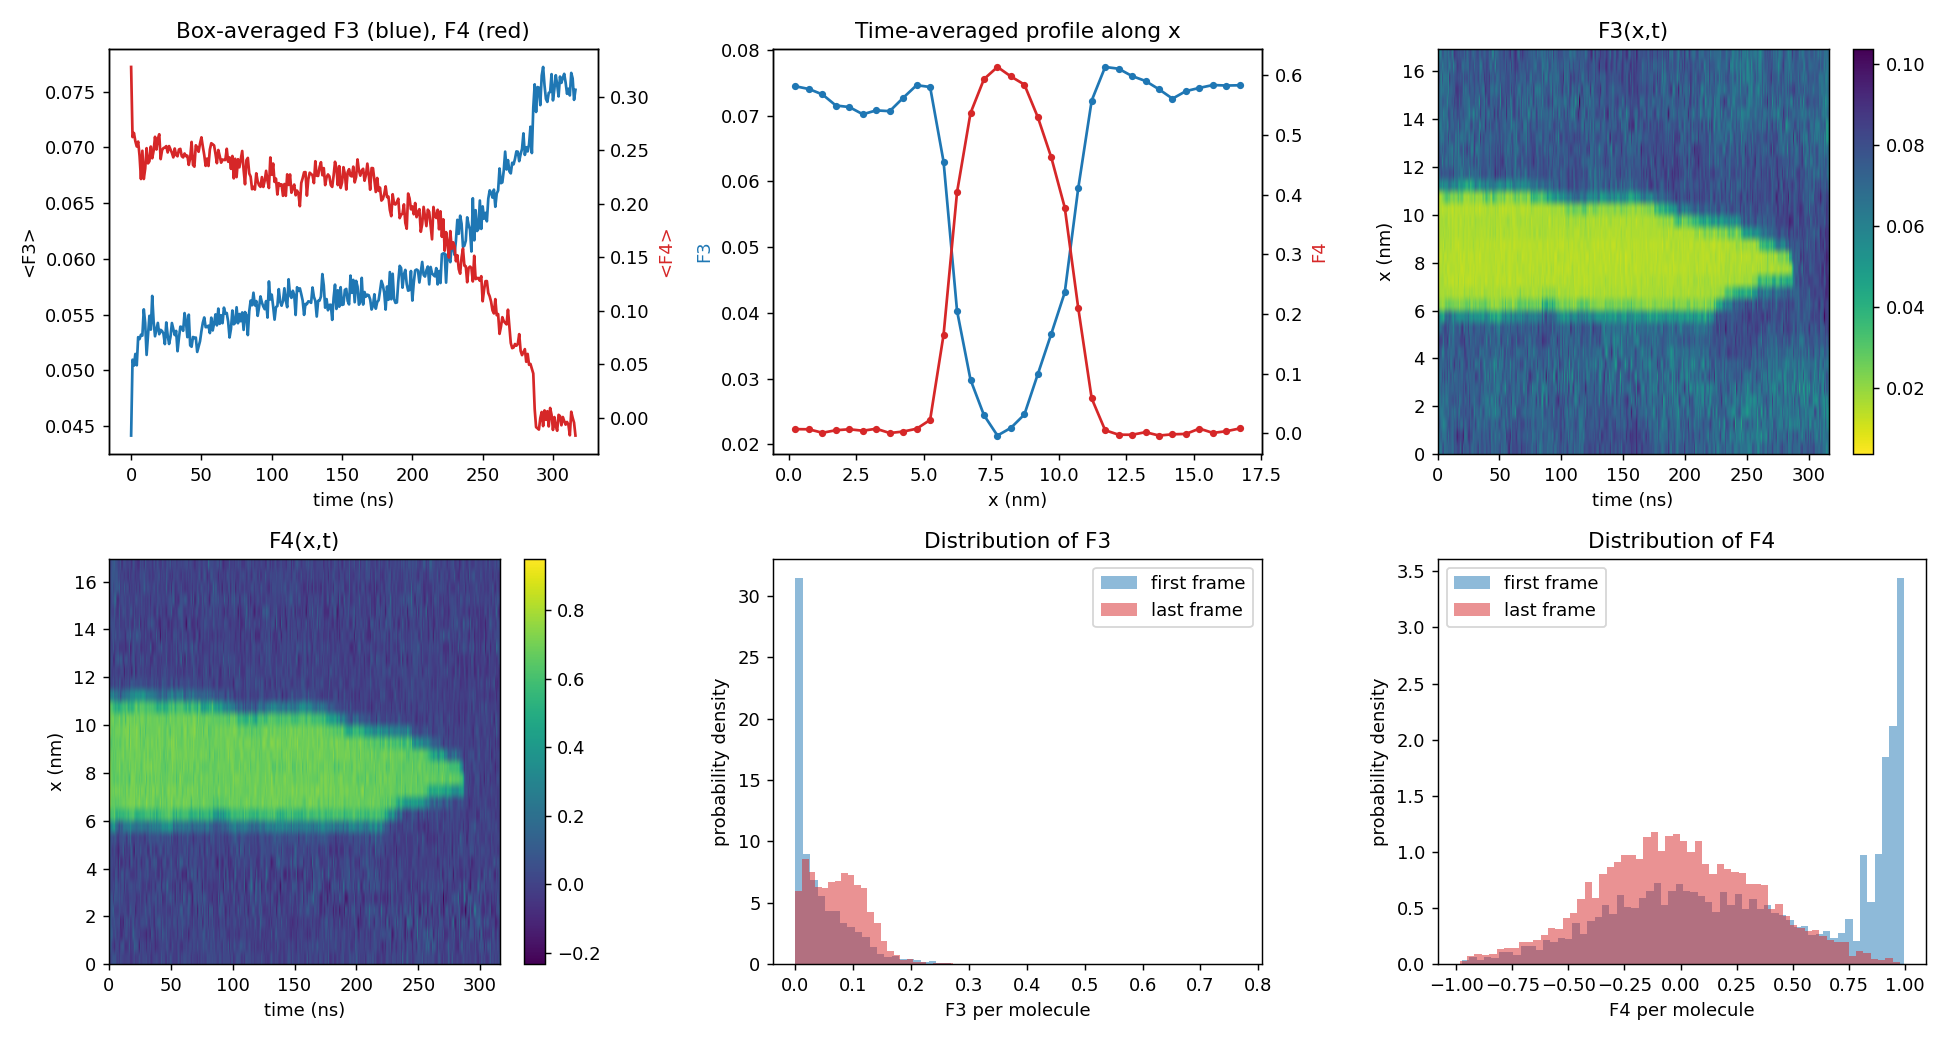 Box-averaged F3 (blue), F4 (red)
0.075
0.070
0.065
0.060
0.055
0.050
0.045
<F3>
0.30
0.25
0.20
0.15
0.10
0.05
0.00
<F4>
0 50 100 150 200 250 300
time (ns)
Time-averaged profile along x
0.08
0.07
0.06
0.05
0.04
0.03
0.02
F3
0.6
0.5
0.4
0.3
0.2
0.1
0.0
F4
0.0 2.5 5.0 7.5 10.0 12.5 15.0 17.5
x (nm)
F3(x,t)
16
14
12
10
8
6
4
2
0
x (nm)
0 50 100 150 200 250 300
time (ns)
0.10
0.08
0.06
0.04
0.02
F4(x,t)
16
14
12
10
8
6
4
2
0
x (nm)
0 50 100 150 200 250 300
time (ns)
0.8
0.6
0.4
0.2
0.0
−0.2
Distribution of F3
first frame
last frame
30
25
20
15
10
5
0
probability density
0.0 0.1 0.2 0.3 0.4 0.5 0.6 0.7 0.8
F3 per molecule
Distribution of F4
first frame
last frame
3.5
3.0
2.5
2.0
1.5
1.0
0.5
0.0
probability density
−1.00 −0.75 −0.50 −0.25 0.00 0.25 0.50 0.75 1.00
F4 per molecule